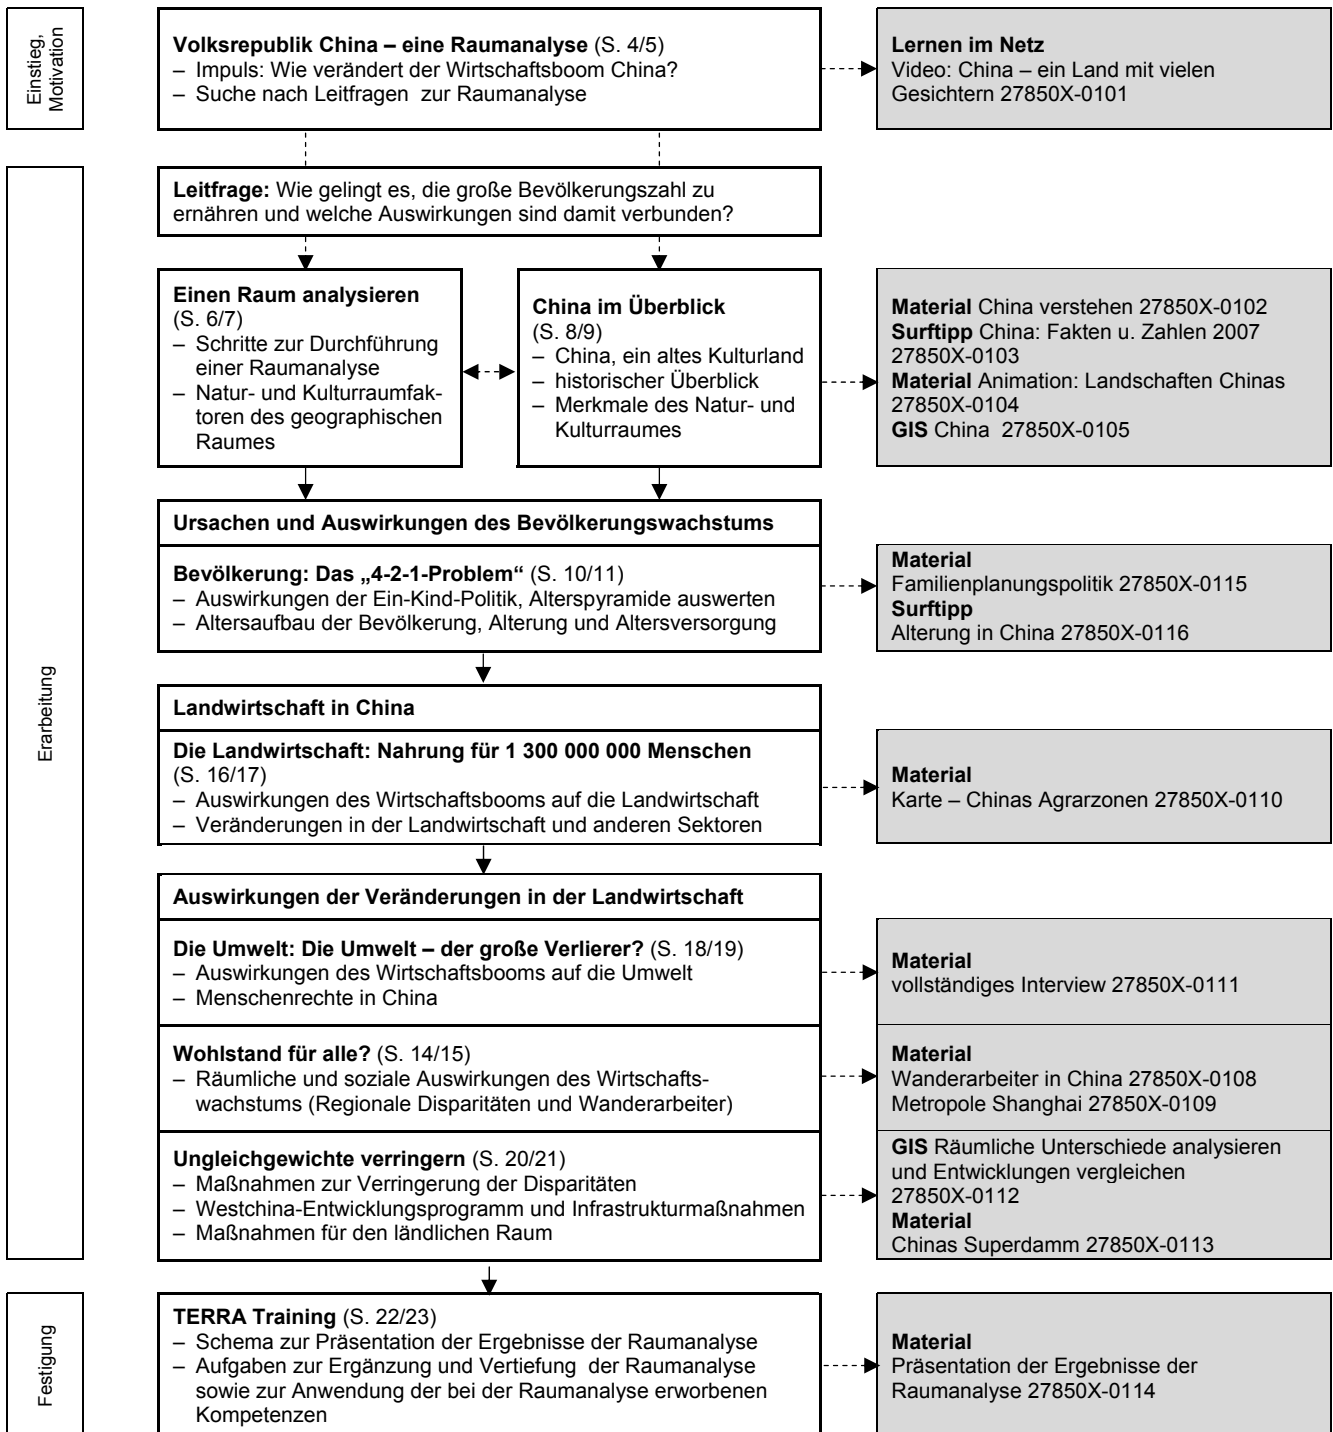 Einstieg,
Motivation
Volksrepublik China – eine Raumanalyse (S. 4/5)
– Impuls: Wie verändert der Wirtschaftsboom China?
– Suche nach Leitfragen zur Raumanalyse
Lernen im Netz
Video: China – ein Land mit vielen
Gesichtern 27850X-0101
Erarbeitung
Leitfrage: Wie gelingt es, die große Bevölkerungszahl zu
ernähren und welche Auswirkungen sind damit verbunden?
Einen Raum analysieren
(S. 6/7)
– Schritte zur Durchführung
einer Raumanalyse
– Natur- und Kulturraumfak-
toren des geographischen
Raumes
China im Überblick
(S. 8/9)
– China, ein altes Kulturland
– historischer Überblick
– Merkmale des Natur- und
Kulturraumes
Material China verstehen 27850X-0102
Surftipp China: Fakten u. Zahlen 2007
27850X-0103
Material Animation: Landschaften Chinas
27850X-0104
GIS China 27850X-0105
Ursachen und Auswirkungen des Bevölkerungswachstums
Bevölkerung: Das „4-2-1-Problem“ (S. 10/11)
– Auswirkungen der Ein-Kind-Politik, Alterspyramide auswerten
– Altersaufbau der Bevölkerung, Alterung und Altersversorgung
Material
Familienplanungspolitik 27850X-0115
Surftipp
Alterung in China 27850X-0116
Landwirtschaft in China
Die Landwirtschaft: Nahrung für 1 300 000 000 Menschen
(S. 16/17)
– Auswirkungen des Wirtschaftsbooms auf die Landwirtschaft
– Veränderungen in der Landwirtschaft und anderen Sektoren
Material
Karte – Chinas Agrarzonen 27850X-0110
Auswirkungen der Veränderungen in der Landwirtschaft
Die Umwelt: Die Umwelt – der große Verlierer? (S. 18/19)
– Auswirkungen des Wirtschaftsbooms auf die Umwelt
– Menschenrechte in China
Material
vollständiges Interview 27850X-0111
Wohlstand für alle? (S. 14/15)
– Räumliche und soziale Auswirkungen des Wirtschafts-
wachstums (Regionale Disparitäten und Wanderarbeiter)
Material
Wanderarbeiter in China 27850X-0108
Metropole Shanghai 27850X-0109
Ungleichgewichte verringern (S. 20/21)
– Maßnahmen zur Verringerung der Disparitäten
– Westchina-Entwicklungsprogramm und Infrastrukturmaßnahmen
– Maßnahmen für den ländlichen Raum
GIS Räumliche Unterschiede analysieren
und Entwicklungen vergleichen
27850X-0112
Material
Chinas Superdamm 27850X-0113
Festigung
TERRA Training (S. 22/23)
– Schema zur Präsentation der Ergebnisse der Raumanalyse
– Aufgaben zur Ergänzung und Vertiefung der Raumanalyse
sowie zur Anwendung der bei der Raumanalyse erworbenen
Kompetenzen
Material
Präsentation der Ergebnisse der
Raumanalyse 27850X-0114